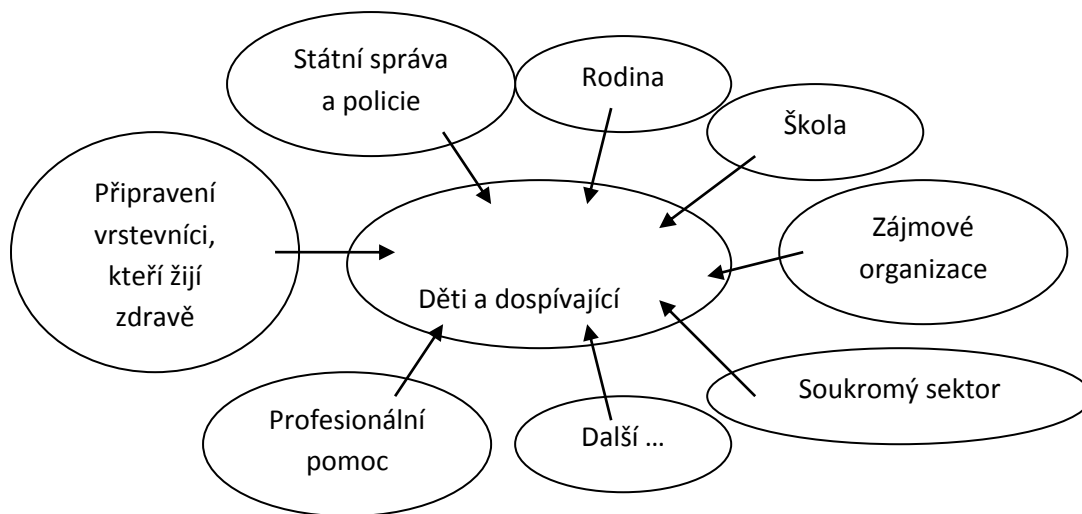 Státní správa
a policie
Rodina
Škola
Připravení
vrstevníci,
kteří žijí
zdravě
Zájmové
organizace
Děti a dospívající
Soukromý sektor
Profesionální
pomoc
Další ...